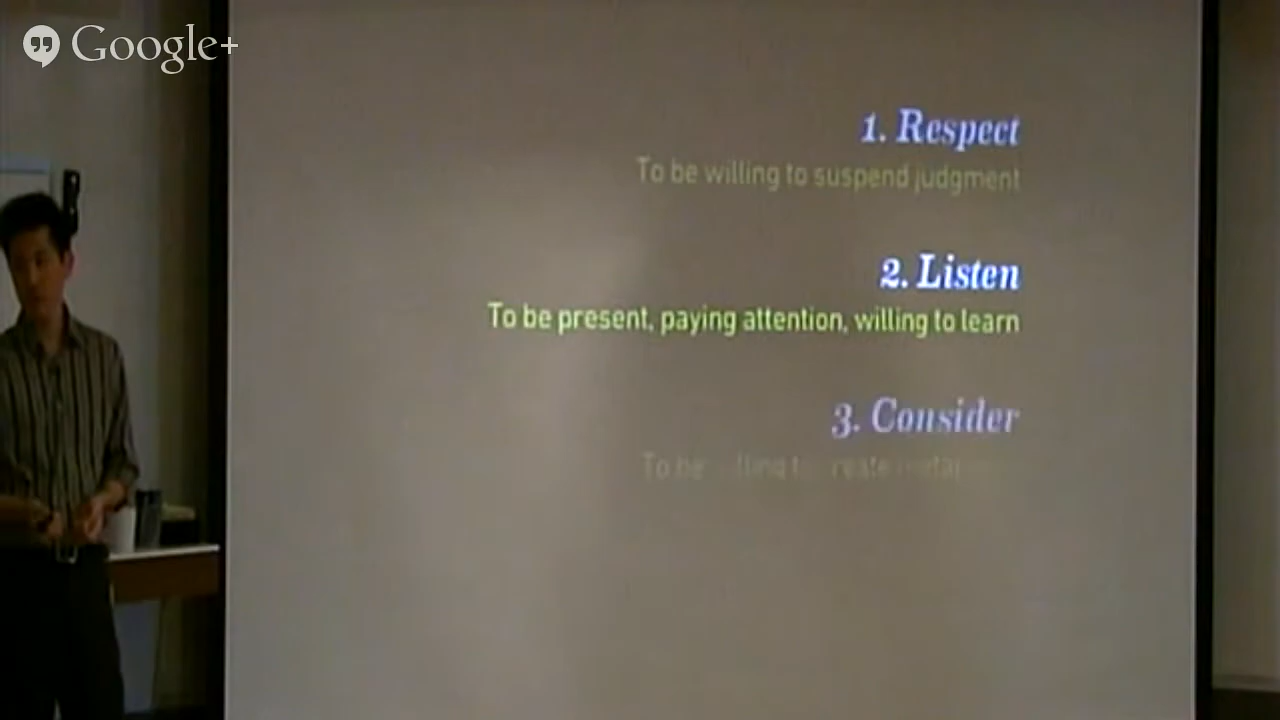 Google+
1. Respect
To be willing to suspend judgment
2. Listen
To be present, paying attention, willing to learn
3. Consider
To be